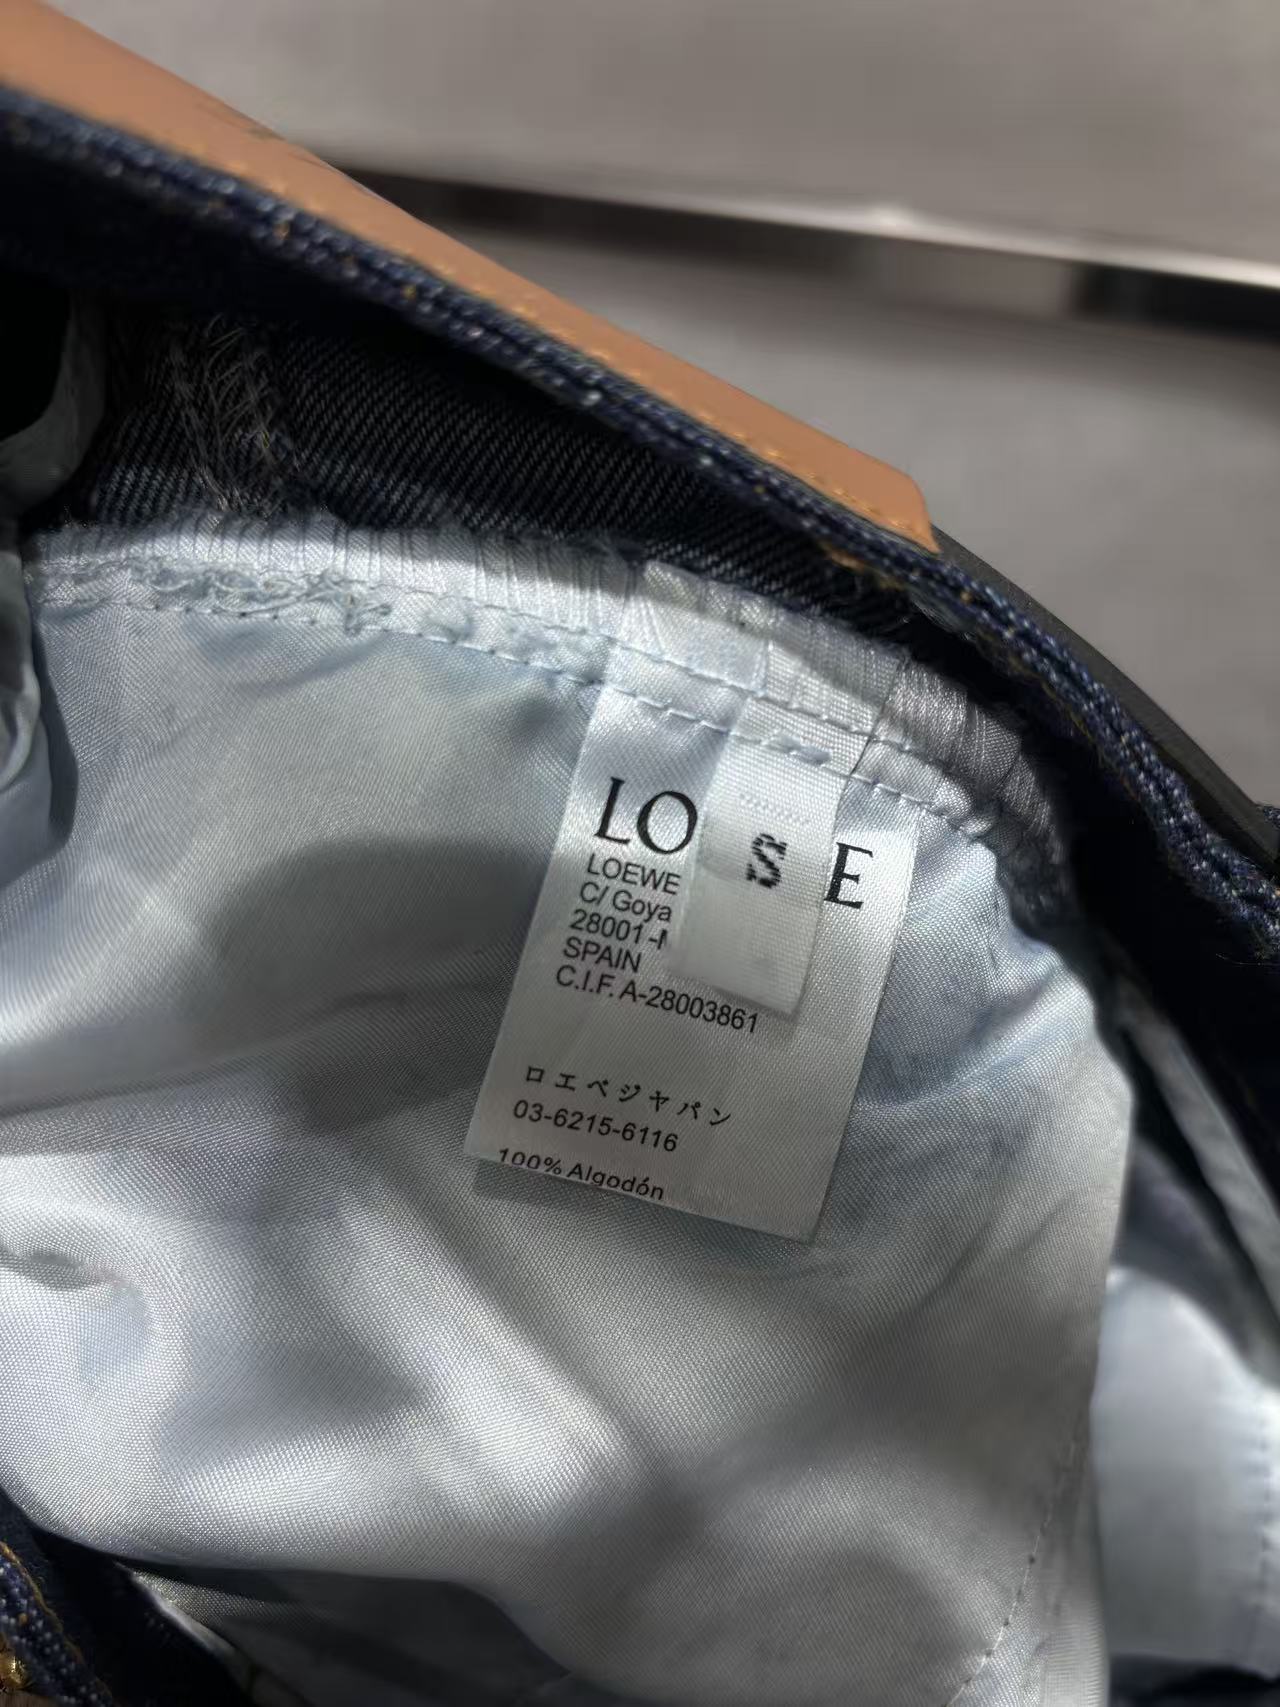 LO E
S
LOEWE
C/ Goya
28001-
SPAIN
C.I.F. A-28003861
ロエベジャパン
03-6215-6116
100% Algodón